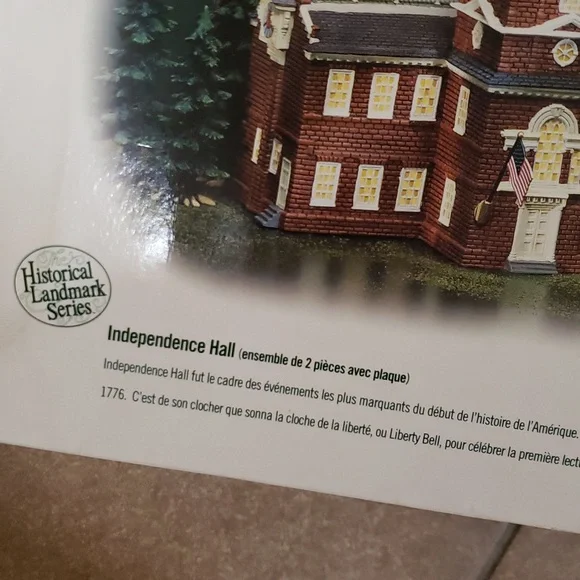 Historical
Landmark
Series
Independence Hall (ensemble de 2 pièces avec plaque)
Independence Hall fut le cadre des événements les plus marquants du début de l'histoire de l'Amérique.
1776. C'est de son clocher que sonna la cloche de la liberté, ou Liberty Bell, pour célébrer la première